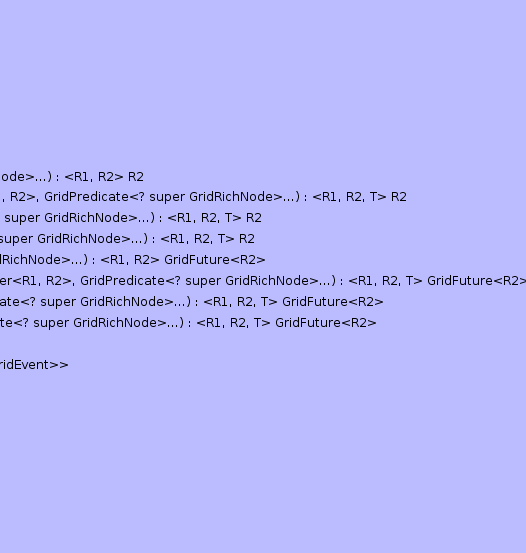 ode>...) : <R1, R2> R2
, R2>, GridPredicate<? super GridRichNode>...) : <R1, R2, T> R2
super GridRichNode>...) : <R1, R2, T> R2
super GridRichNode>...) : <R1, R2, T> R2
dRichNode>...) : <R1, R2> GridFuture<R2>
er<R1, R2>, GridPredicate<? super GridRichNode>...) : <R1, R2, T> GridFuture<R2>
ate<? super GridRichNode>...) : <R1, R2, T> GridFuture<R2>
te<? super GridRichNode>...) : <R1, R2, T> GridFuture<R2>
ridEvent>>